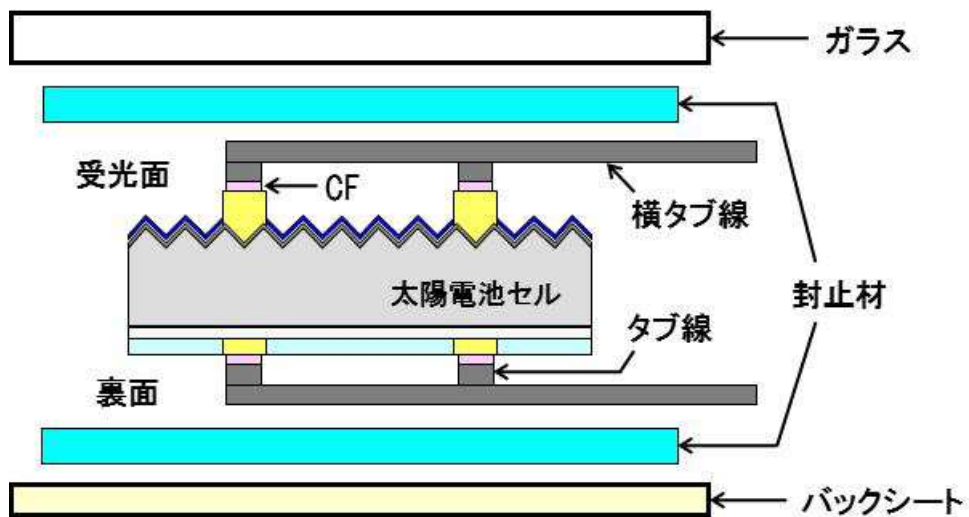 ガラス
受光面
CF
横タブ線
太陽電池セル
封止材
タブ線
裏面
バックシート